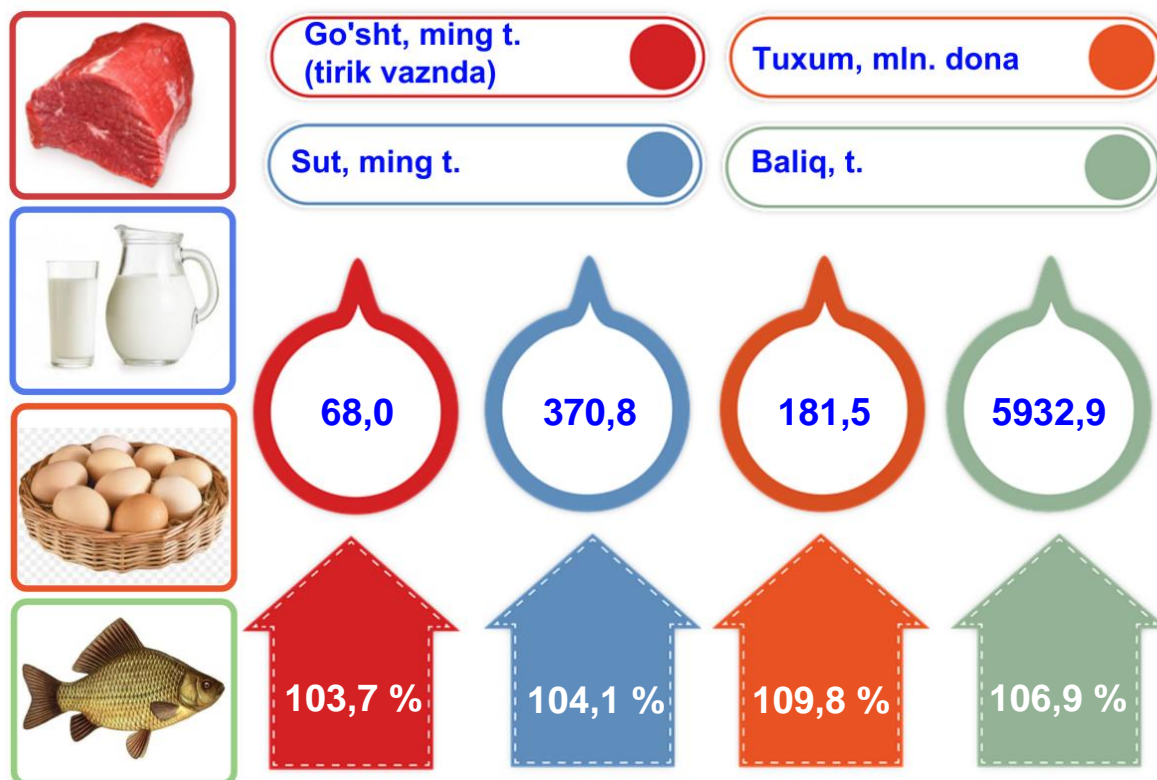 Go'sht, ming t.
(tirik vaznda)
Tuxum, mln. dona
Sut, ming t.
Baliq, t.
68,0
370,8
181,5
5932,9
103,7 %
104,1 %
109,8 %
106,9 %